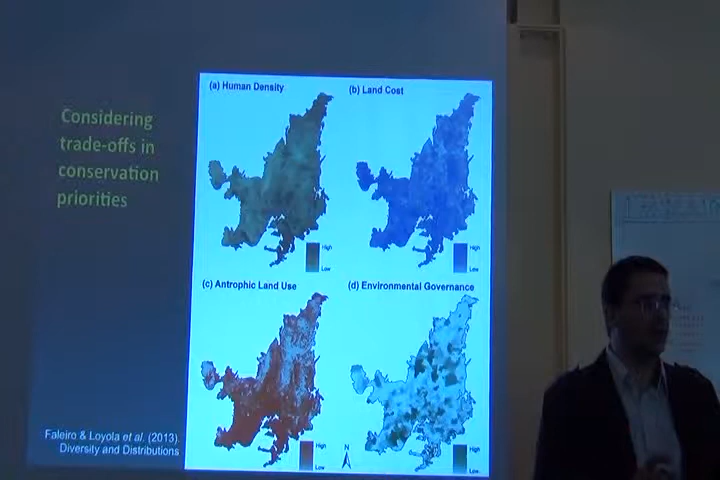 Considering
trade-offs in
conservation
priorities
(a) Human Density
(b) Land Cost
High
Low
High
Low
(c) Antrophic Land Use
(d) Environmental Governance
High
Low
N
High
Low
Faleiro & Loyola et al. (2013)
Diversity and Distributions